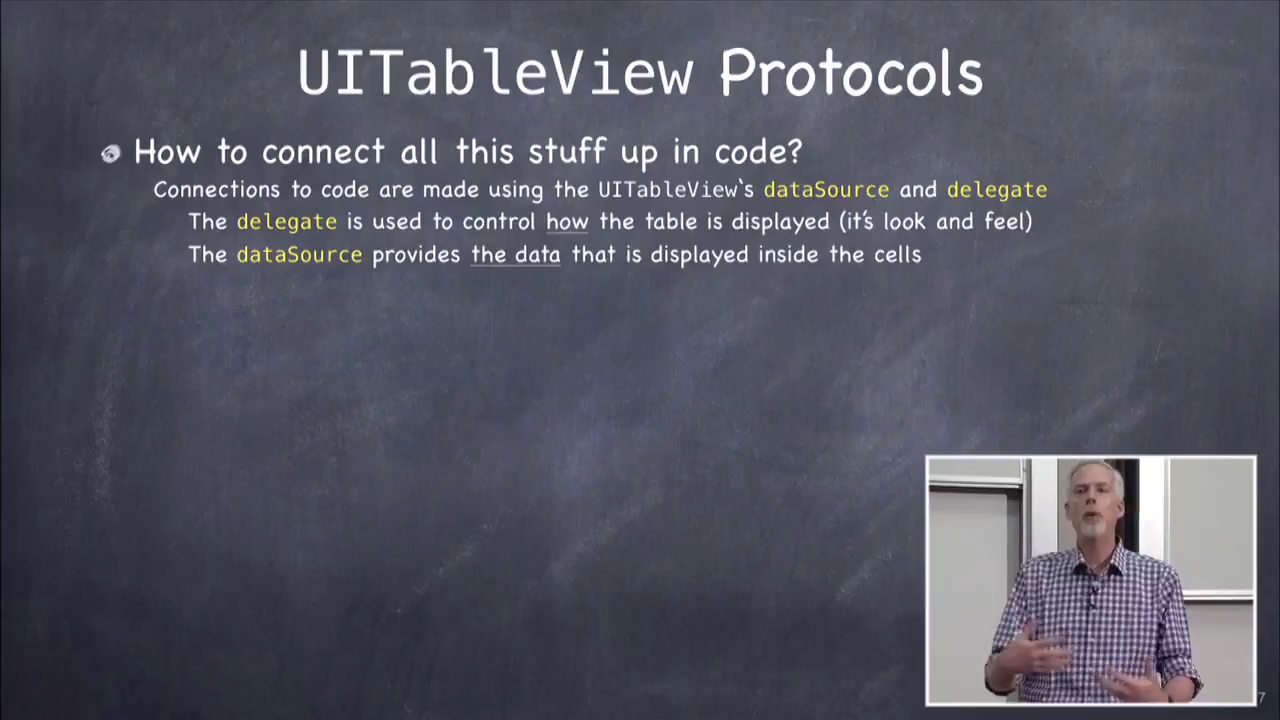 UITableView Protocols
How to connect all this stuff up in code?
Connections to code are made using the UITableView`s dataSource and delegate
The delegate is used to control how the table is displayed (it's look and feel)
The dataSource provides the data that is displayed inside the cells
7